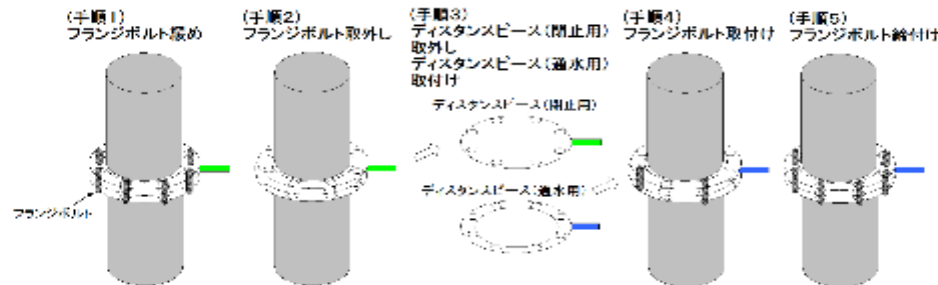 (手順1)
フランジボルト緩め
(手順2)
フランジボルト取外し
(手順3)
ディスタンスピース(閉止用)
取外し
ディスタンスピース(通水用)
取付け
(手順4)
フランジボルト取付け
(手順5)
フランジボルト締付け
ディスタンスピース(閉止用)
ディスタンスピース(通水用)
フランジボルト